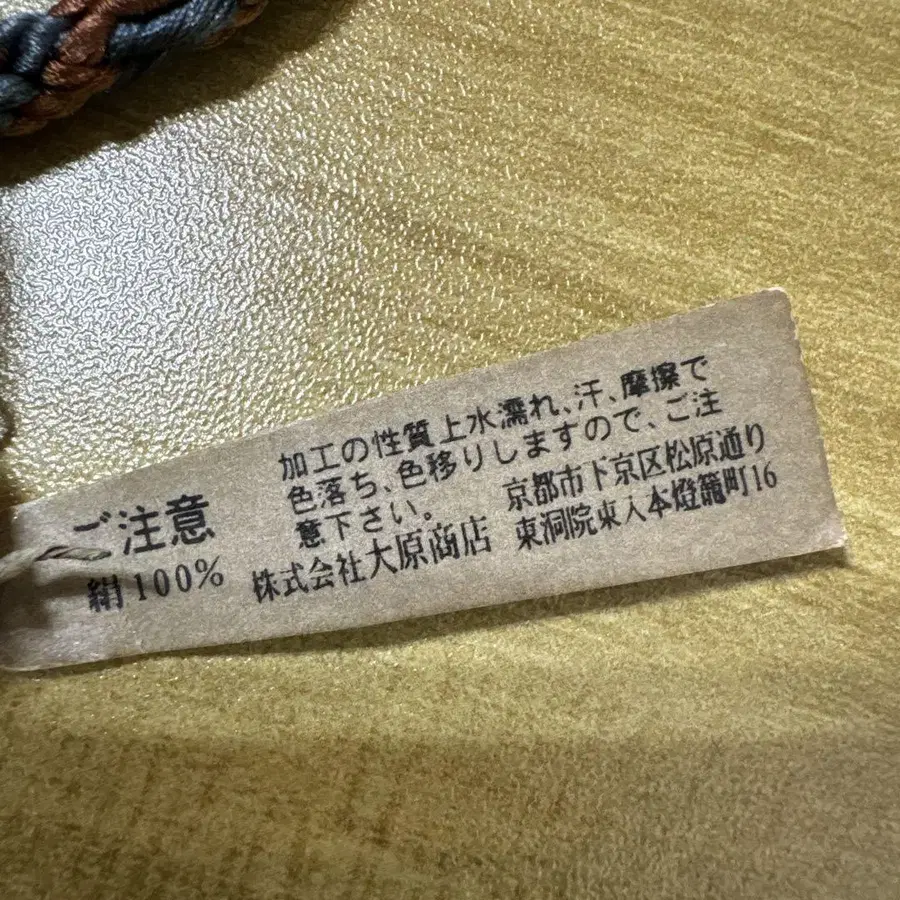 ご注意
絹100%
加工の性質上水濡れ、汗、摩擦で
色落ち、色移りしますので、ご注
意下さい。
株式会社大原商店
京都市下京区松原通り
東洞院東入本燈籠町16